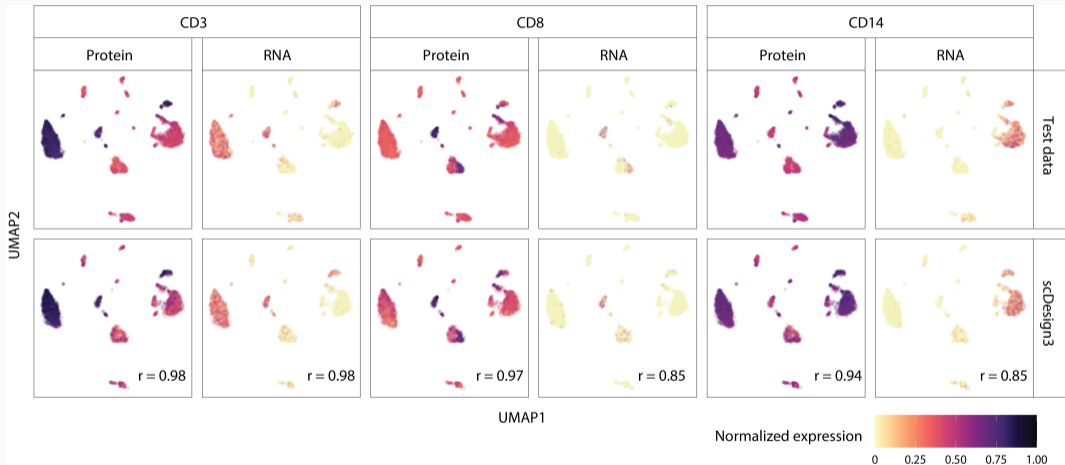 CD3 CD8 CD14
Protein RNA Protein RNA Protein RNA
Test data
UMAP2
scDesign3
r = 0.98 r = 0.98 r = 0.97 r = 0.85 r = 0.94 r = 0.85
UMAP1
Normalized expression
0 0.25 0.50 0.75 1.00